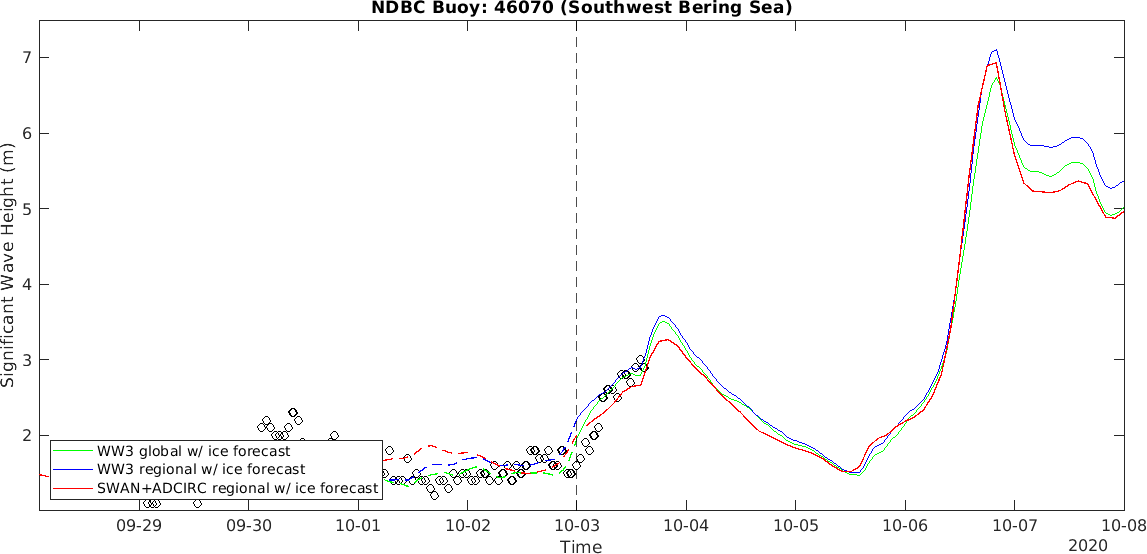 NDBC Buoy: 46070 (Southwest Bering Sea)
7
6
5
4
3
2
Significant Wave Height (m)
WW3 global w/ ice forecast
WW3 regional w/ ice forecast
SWAN+ADCIRC regional w/ ice forecast
09-29 09-30 10-01 10-02 10-03 10-04 10-05 10-06 10-07 10-08
Time
2020